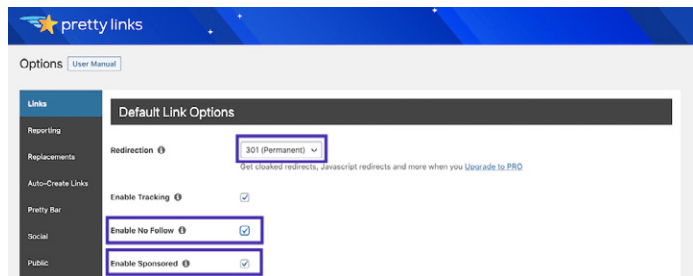 pretty links
Options User Manual
Links
Default Link Options
Reporting
Redirection
301 (Permanent)
Replacements
Get cloaked redirects, Javascript redirects and more when you Upgrade to PRO
Auto-Create Links
Enable Tracking
Pretty Bar
Enable No Follow
Social
Public
Enable Sponsored